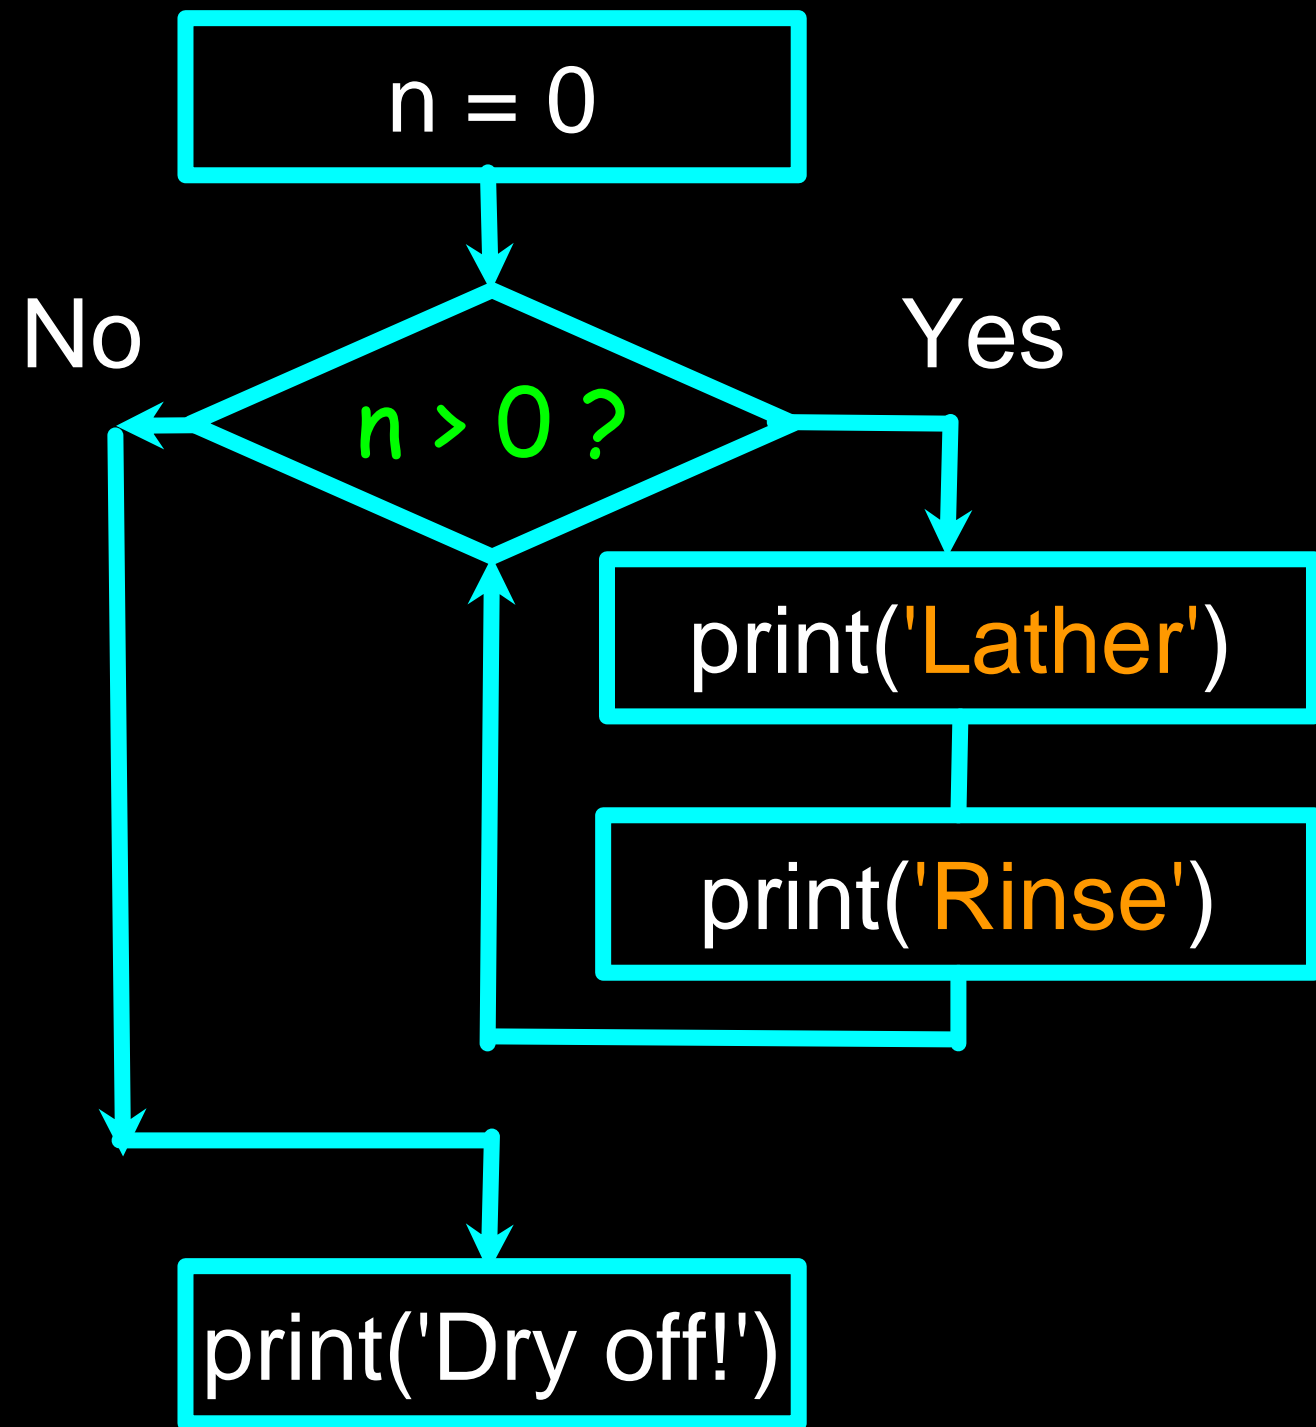 n = 0
No
Yes
n > 0 ?
print('Lather')
print('Rinse')
print('Dry off!')